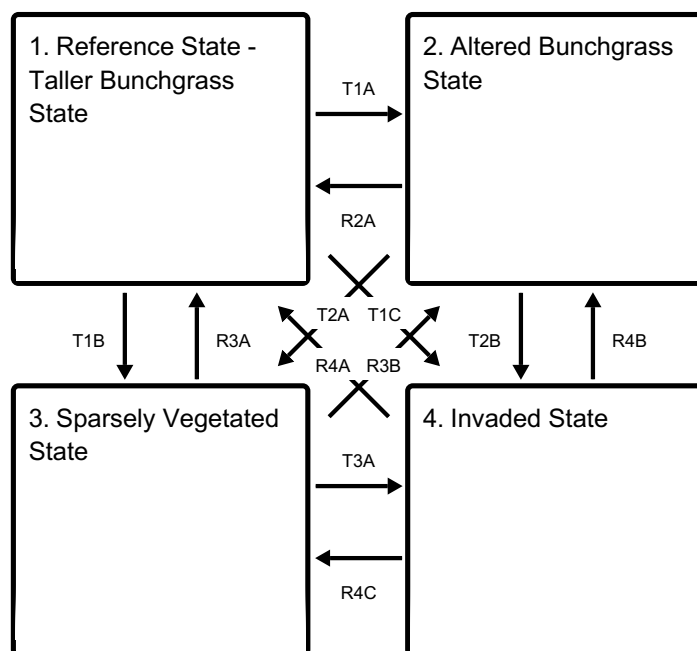 1. Reference State -
Taller Bunchgrass
State
2. Altered Bunchgrass
State
T1A
R2A
T1B
R3A
T2A
T1C
R4A
R3B
T2B
R4B
3. Sparsely Vegetated
State
4. Invaded State
T3A
R4C